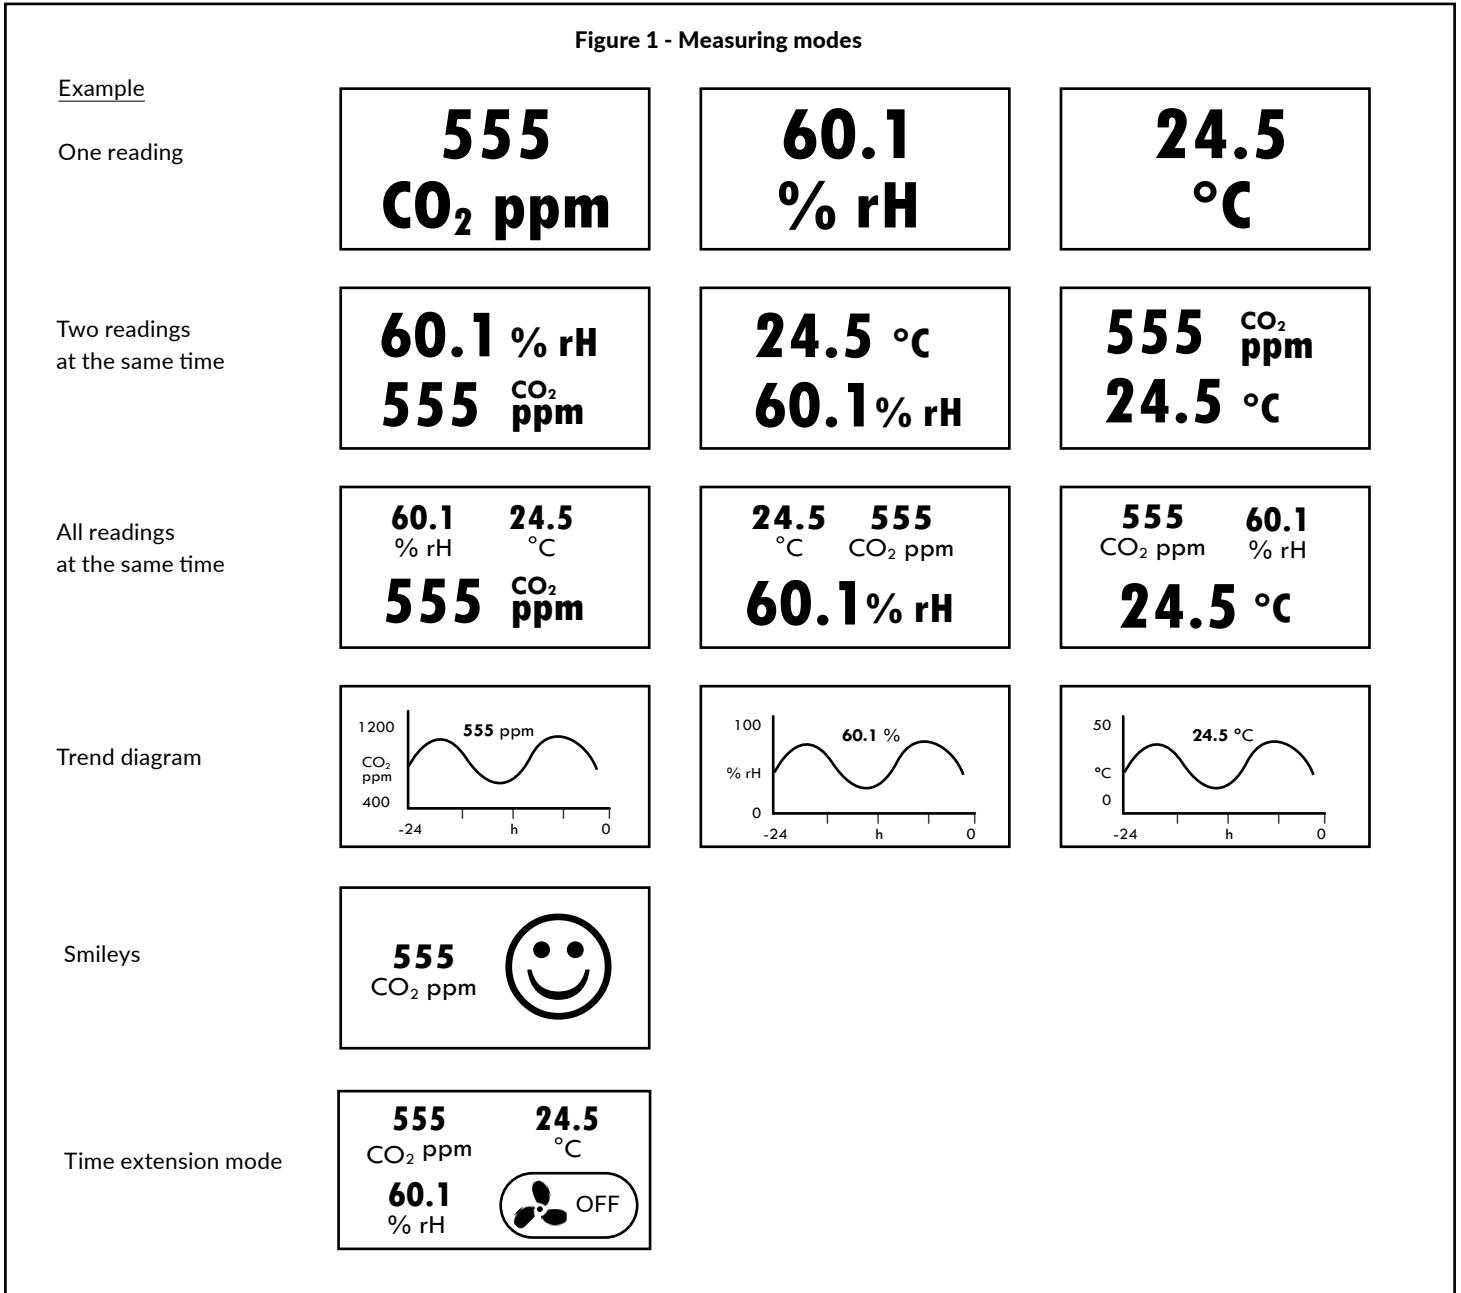 Figure 1 - Measuring modes
Example
One reading
555
CO₂ ppm
60.1
% rH
24.5
°C
Two readings
at the same time
60.1 % rH
555 CO₂ ppm
24.5 °C
60.1 % rH
555 CO₂ ppm
24.5 °C
All readings
at the same time
60.1 24.5
% rH °C
555 CO₂ ppm
24.5 555
°C CO₂ ppm
60.1 % rH
555 60.1
CO₂ ppm % rH
24.5 °C
Trend diagram
1200
555 ppm
CO₂
ppm
400
-24 h 0
100
60.1 %
% rH
0
-24 h 0
50
24.5 °C
°C
0
-24 h 0
Smileys
555
CO₂ ppm
Time extension mode
555 24.5
CO₂ ppm °C
60.1
% rH
OFF